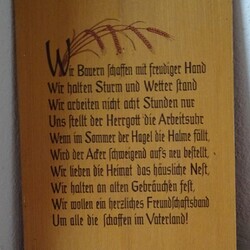 Wir Bauern schaffen mit freudiger Hand
Wir halten Sturm und Wetter stand
Wir arbeiten nicht acht Stunden nur
Uns stellt der Herrgott die Arbeitsuhr
Wenn im Sommer der Hagel die Halme fällt,
Wird der Acker schweigend auf's neu bestellt,
Wir lieben die Heimat das häusliche Nest,
Wir halten an alten Gebräuchen fest,
Wir wollen ein herzliches Freundschaftsband
Um alle die schaffen im Vaterland!